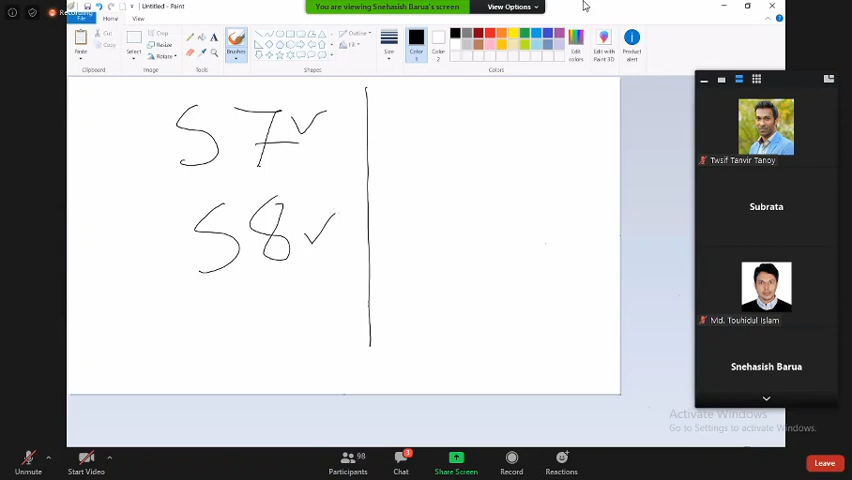 Recording
You are viewing Snehasish Barua's screen
View Options
Untitled - Paint
File
Home
View
Paste
Cut
Copy
Clipboard
Select
Crop
Resize
Rotate
Image
Tools
Brushes
Shapes
Outline
Fill
Size
Color 1
Color 2
Colors
Edit colors
Edit with Paint 3D
Product alert
57✓
58✓
Twsif Tanvir Tanoy
Subrata
Md. Touhidul Islam
Snehasish Barua
Activate Windows
Go to Settings to activate Windows.
Unmute
Start Video
98
Participants
3
Chat
Share Screen
Record
Reactions
Leave